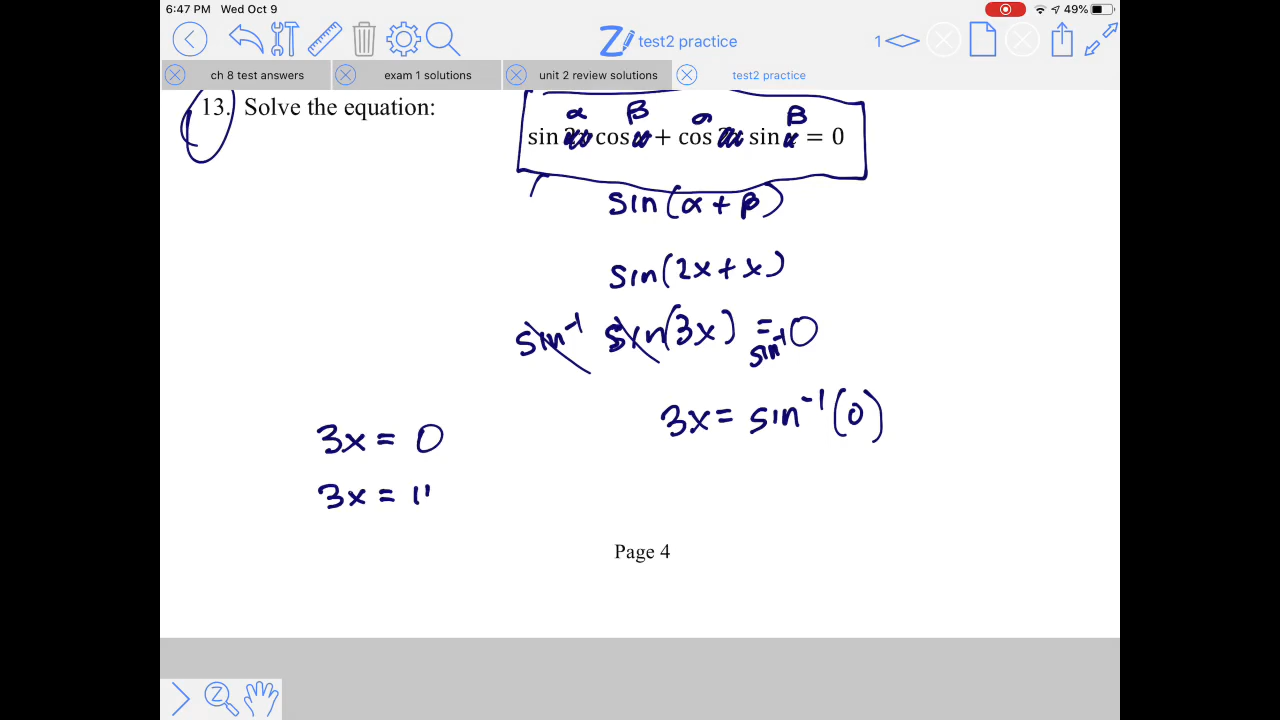 6:47 PM Wed Oct 9
49%
test2 practice
1
ch 8 test answers
exam 1 solutions
unit 2 review solutions
test2 practice
13. Solve the equation:
α β β
sin cos + cos sin = 0
sin(α + β)
sin(2x + x)
sin⁻¹ sin(3x) = 0
sin⁻¹
3x = sin⁻¹(0)
3x = 0
3x =
Page 4